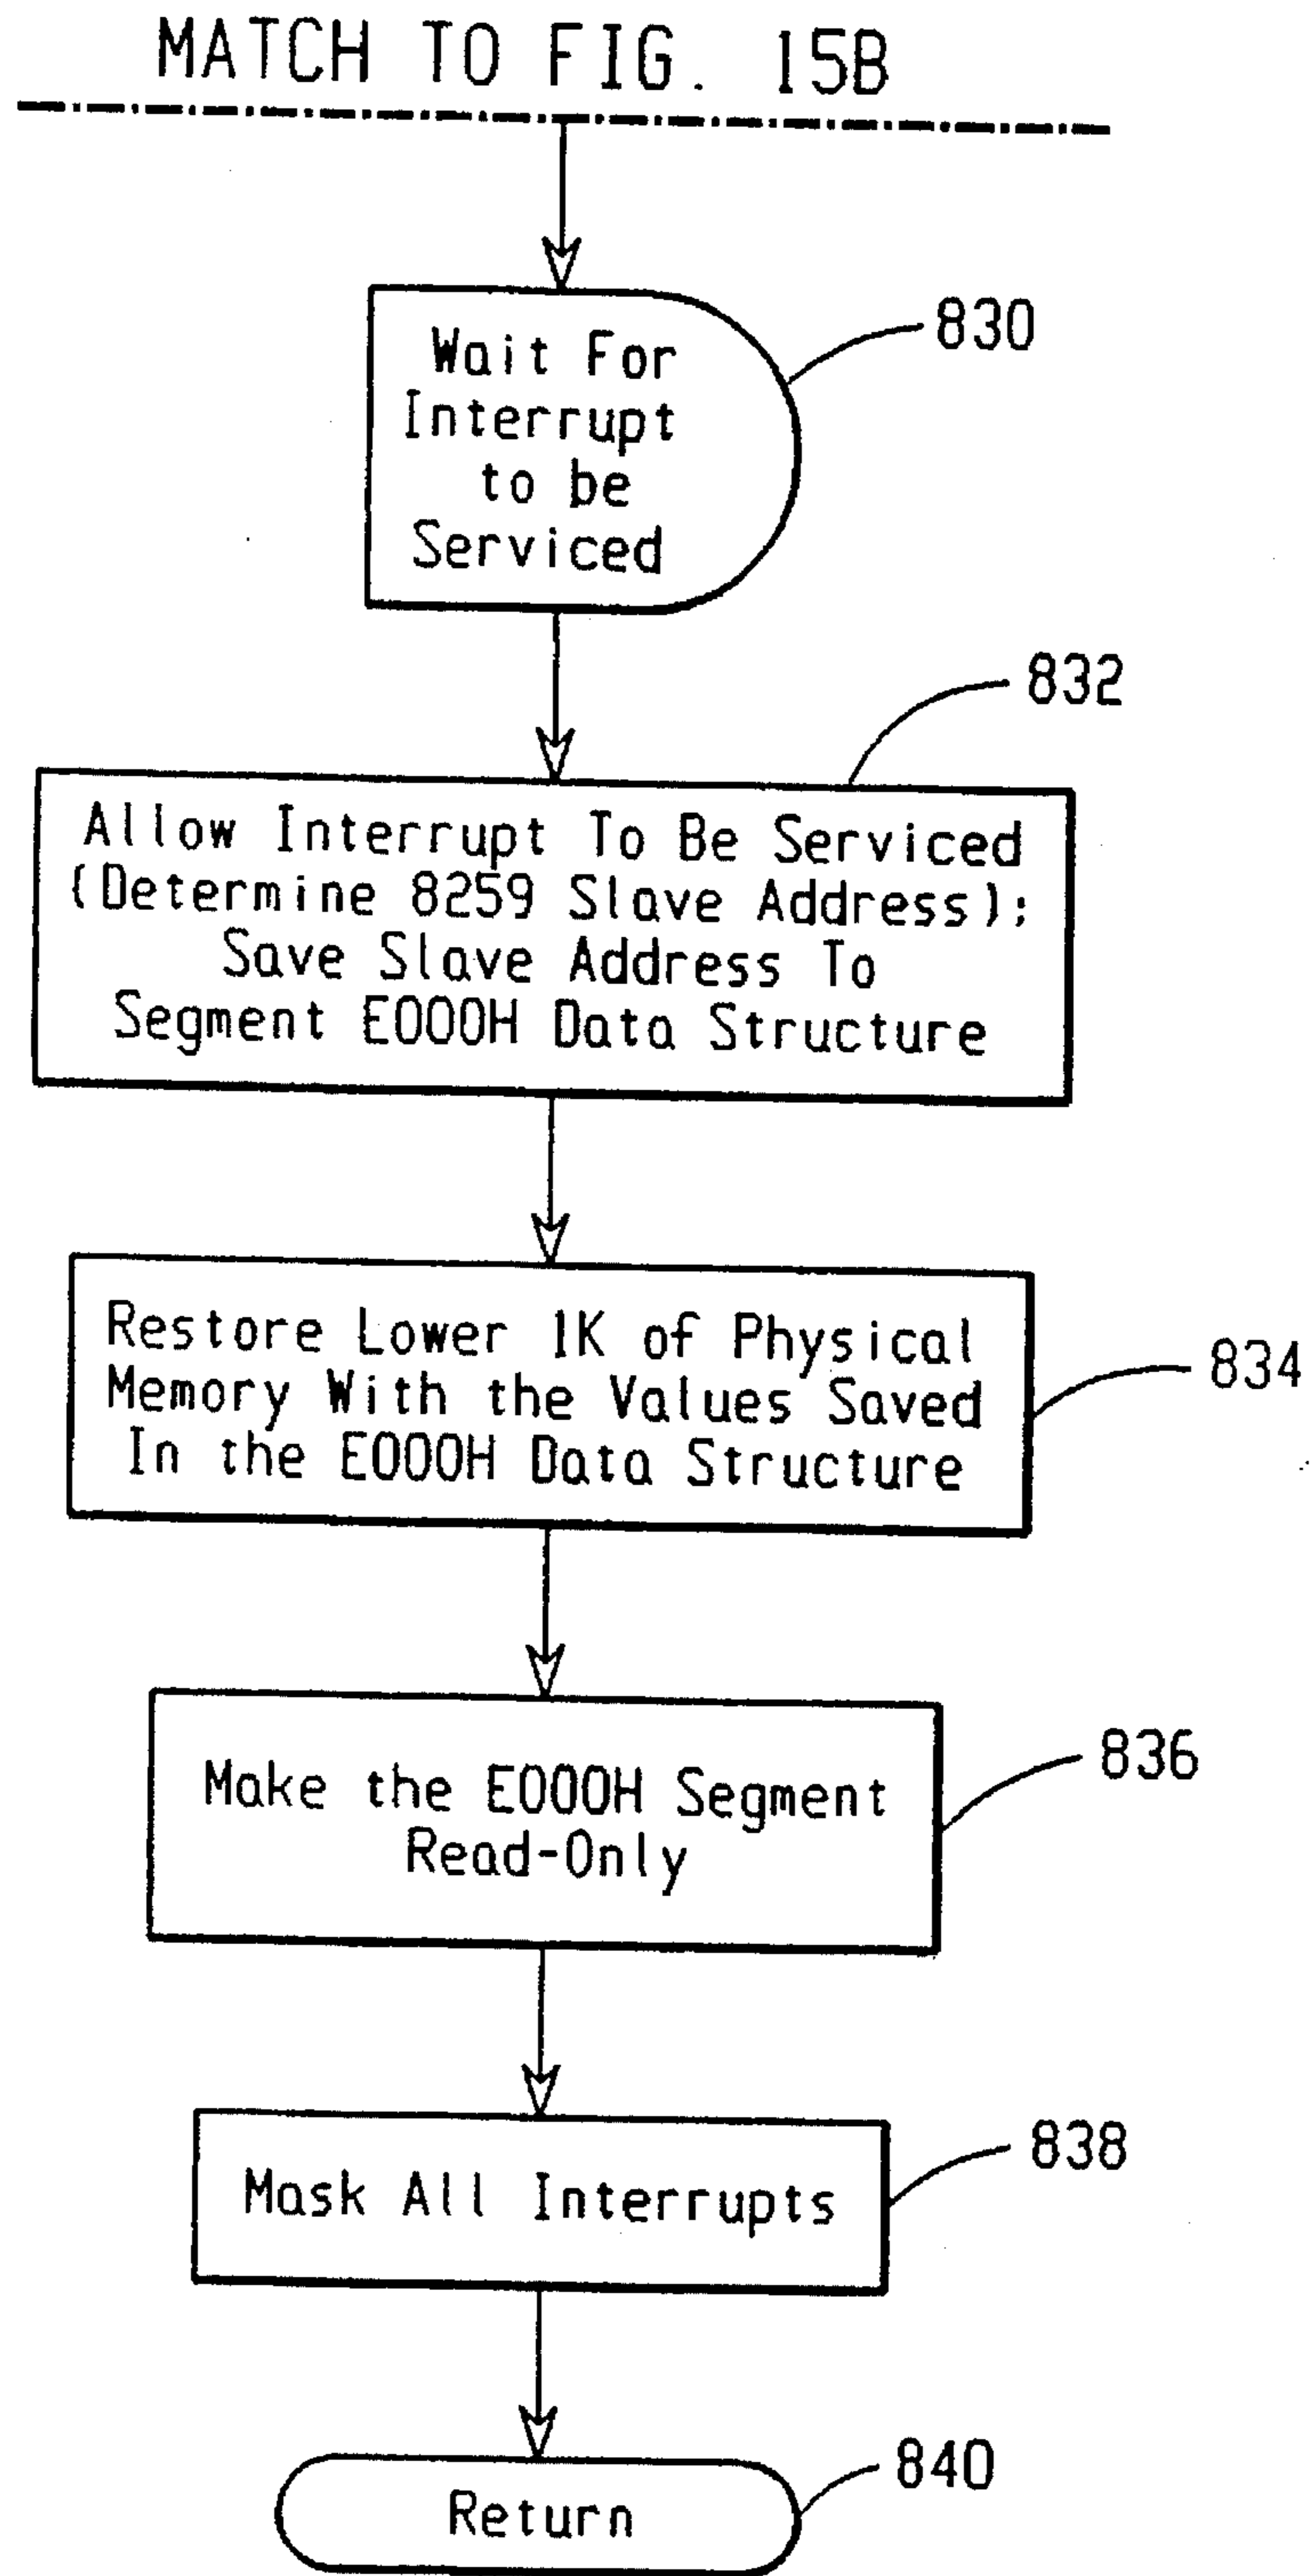 MATCH TO FIG. 15B
Wait For
Interrupt
to be
Serviced
830
832
Allow Interrupt To Be Serviced
(Determine 8259 Slave Address);
Save Slave Address To
Segment E000H Data Structure
Restore Lower 1K of Physical
Memory With the Values Saved
In the E000H Data Structure
834
Make the E000H Segment
Read-Only
836
Mask All Interrupts
838
Return
840